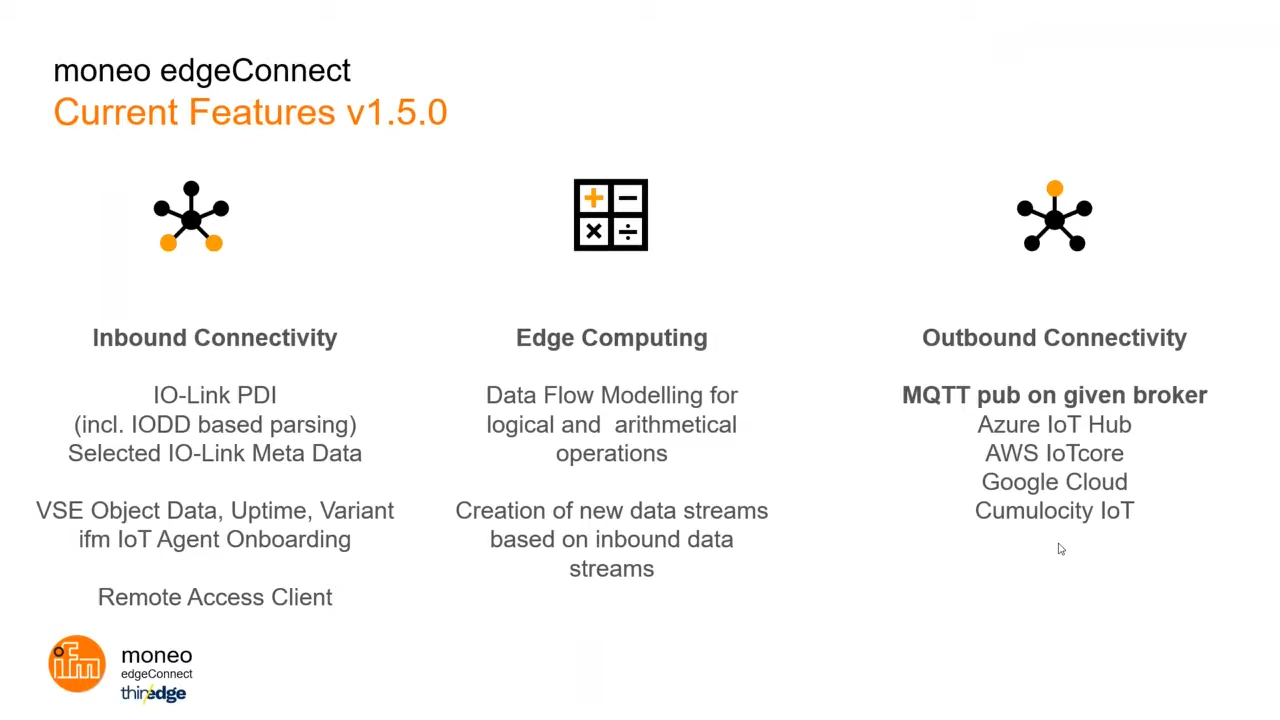 moneo edgeConnect
Current Features v1.5.0
Inbound Connectivity
IO-Link PDI
(incl. IODD based parsing)
Selected IO-Link Meta Data
VSE Object Data, Uptime, Variant
ifm IoT Agent Onboarding
Remote Access Client
Edge Computing
Data Flow Modelling for
logical and arithmetical
operations
Creation of new data streams
based on inbound data
streams
Outbound Connectivity
MQTT pub on given broker
Azure IoT Hub
AWS IoTcore
Google Cloud
Cumulocity IoT
ifm
moneo
edgeConnect
thin/edge